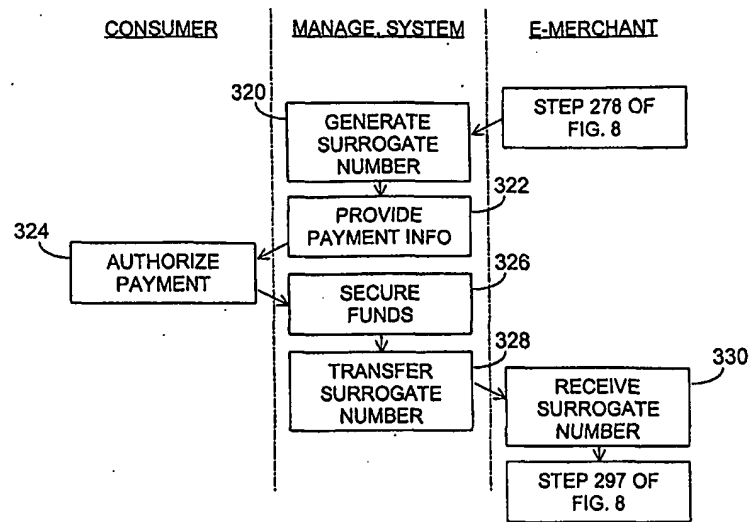 CONSUMER
MANAGE. SYSTEM
E-MERCHANT
320
GENERATE
SURROGATE
NUMBER
STEP 278 OF
FIG. 8
322
PROVIDE
PAYMENT INFO
324
AUTHORIZE
PAYMENT
326
SECURE
FUNDS
328
TRANSFER
SURROGATE
NUMBER
330
RECEIVE
SURROGATE
NUMBER
STEP 297 OF
FIG. 8